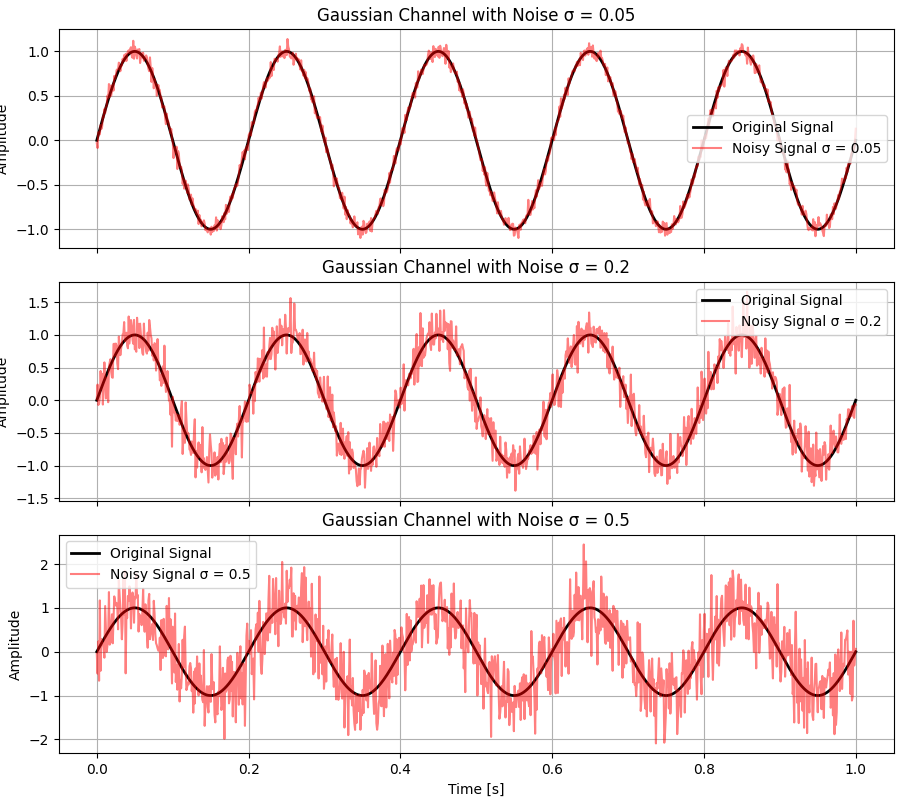 Gaussian Channel with Noise σ = 0.05
1.0
0.5
0.0
−0.5
−1.0
Amplitude
Original Signal
Noisy Signal σ = 0.05
Gaussian Channel with Noise σ = 0.2
1.5
1.0
0.5
0.0
−0.5
−1.0
−1.5
Amplitude
Original Signal
Noisy Signal σ = 0.2
Gaussian Channel with Noise σ = 0.5
2
1
0
−1
−2
Amplitude
Original Signal
Noisy Signal σ = 0.5
0.0 0.2 0.4 0.6 0.8 1.0
Time [s]